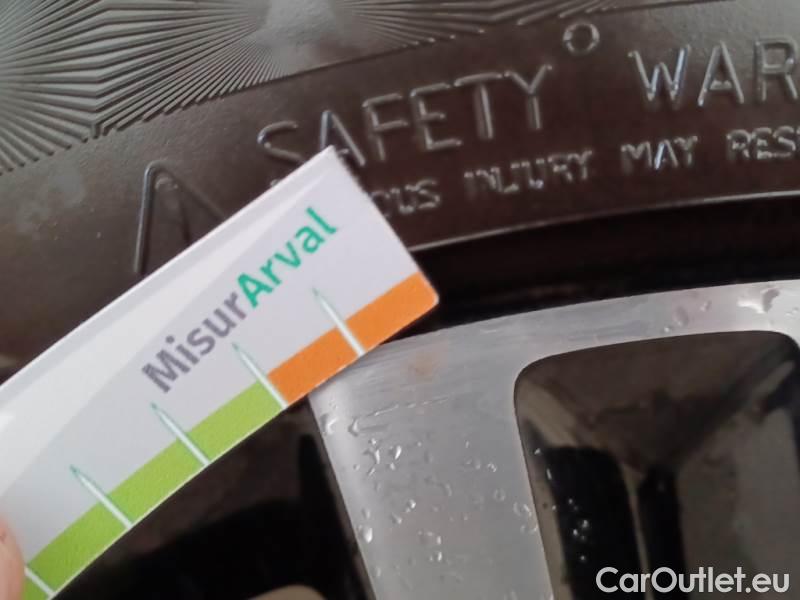 SAFETY WAR
INJURY MAY RES
MisurArval
CarOutlet.eu